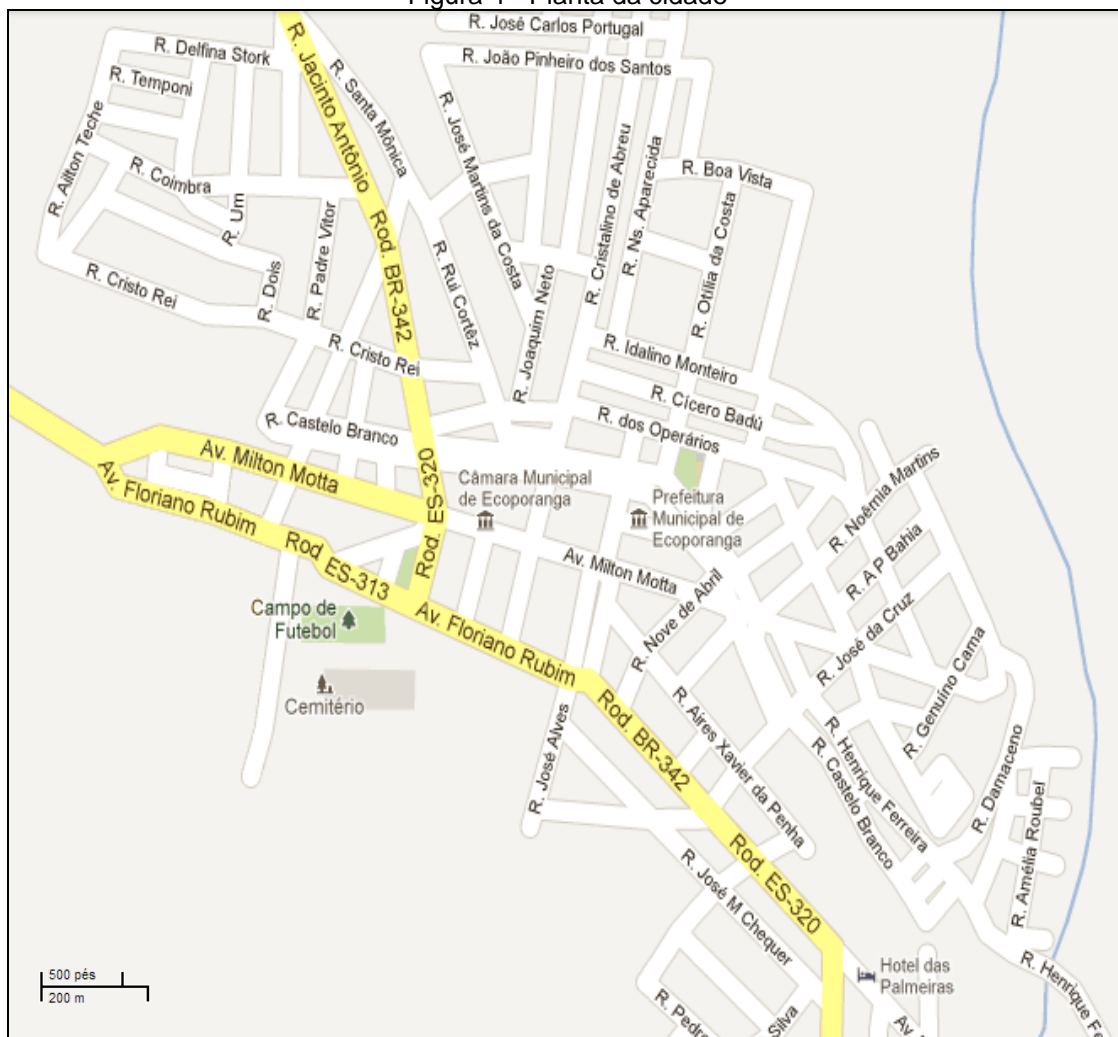 Figura 1 - Planta da cidade
R. José Carlos Portugal
R. João Pinheiro dos Santos
R. Delfina Stork
R. Temponi
R. Jacinto Antônio
R. Santa Mônica
R. José Martins da Costa
R. Cristalino de Abreu
R. Ns. Aparecida
R. Boa Vista
R. Ailton Teche
R. Coimbra
R. Um
R. Padre Vitor
R. Otília da Costa
Rod. BR-342
R. Rui Cortêz
R. Cristo Rei
R. Dois
R. Cristo Rei
R. Joaquim Neto
R. Idalino Monteiro
R. Cícero Badú
R. Castelo Branco
R. dos Operários
Av. Milton Motta
Rod. ES-320
Câmara Municipal
de Ecoporanga
Prefeitura
Municipal de
Ecoporanga
R. Noêmia Martins
Av. Floriano Rubim
Rod. ES-313
Av. Milton Motta
R. A P Bahia
R. Nove de Abril
R. José da Cruz
Campo de
Futebol
Av. Floriano Rubim
R. Genuíno Cama
Cemitério
R. José Alves
Rod. BR-342
R. Aires Xavier da Penha
R. Henrique Ferreira
R. Castelo Branco
R. Damaceno
R. Amélia Roubel
Rod. ES-320
R. José M Chequer
Hotel das
Palmeiras
R. Henrique Fe
500 pés
200 m
R. Pedro
Silva
Av.